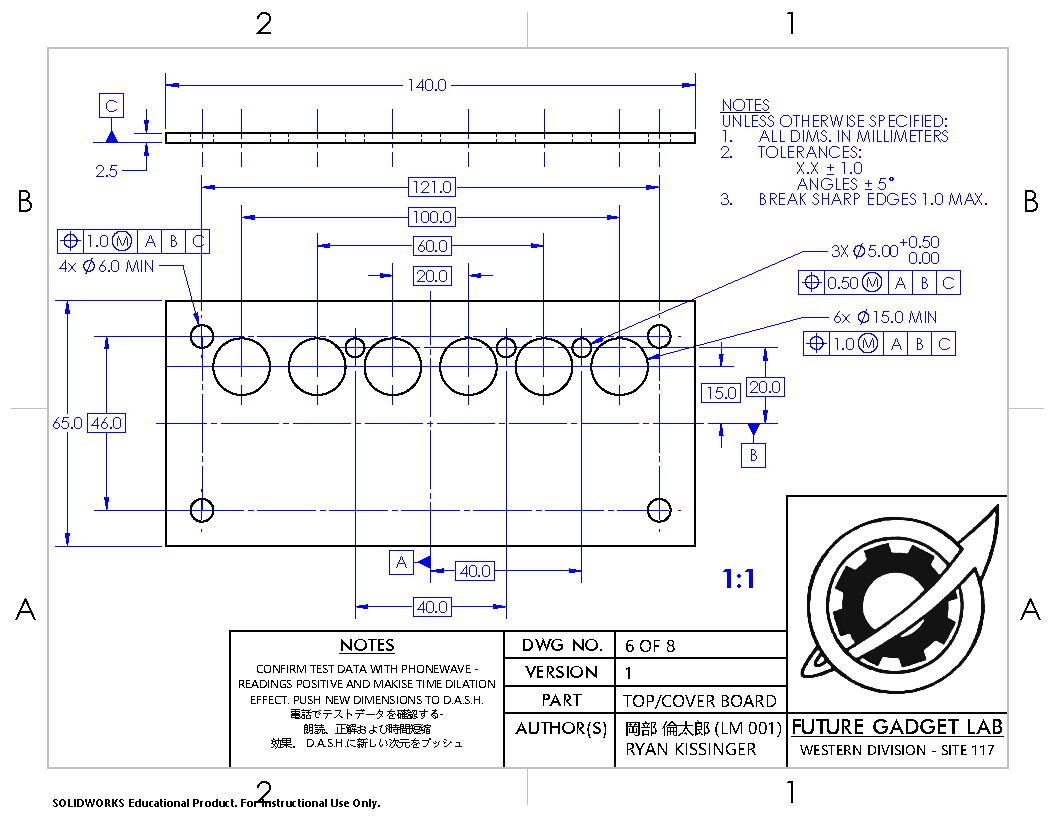 2
1
140.0
C
2.5
NOTES
UNLESS OTHERWISE SPECIFIED:
1. ALL DIMS. IN MILLIMETERS
2. TOLERANCES:
X.X ± 1.0
ANGLES ± 5°
3. BREAK SHARP EDGES 1.0 MAX.
B
B
121.0
100.0
60.0
20.0
⌖ 1.0 Ⓜ A B C
4x ⌀6.0 MIN
3X ⌀5.00 +0.50
0.00
⌖ 0.50 Ⓜ A B C
6x ⌀15.0 MIN
⌖ 1.0 Ⓜ A B C
15.0
20.0
65.0
46.0
B
A
40.0
40.0
1:1
A
A
NOTES
CONFIRM TEST DATA WITH PHONEWAVE -
READINGS POSITIVE AND MAKISE TIME DILATION
EFFECT. PUSH NEW DIMENSIONS TO D.A.S.H.
電話でテストデータを確認する-
朗読、正解および時間短縮
効果。 D.A.S.H.に新しい次元をプッシュ
DWG NO. 6 OF 8
VERSION 1
PART TOP/COVER BOARD
AUTHOR(S) 岡部 倫太郎 (LM 001)
RYAN KISSINGER
FUTURE GADGET LAB
WESTERN DIVISION - SITE 117
2
1
SOLIDWORKS Educational Product. For Instructional Use Only.